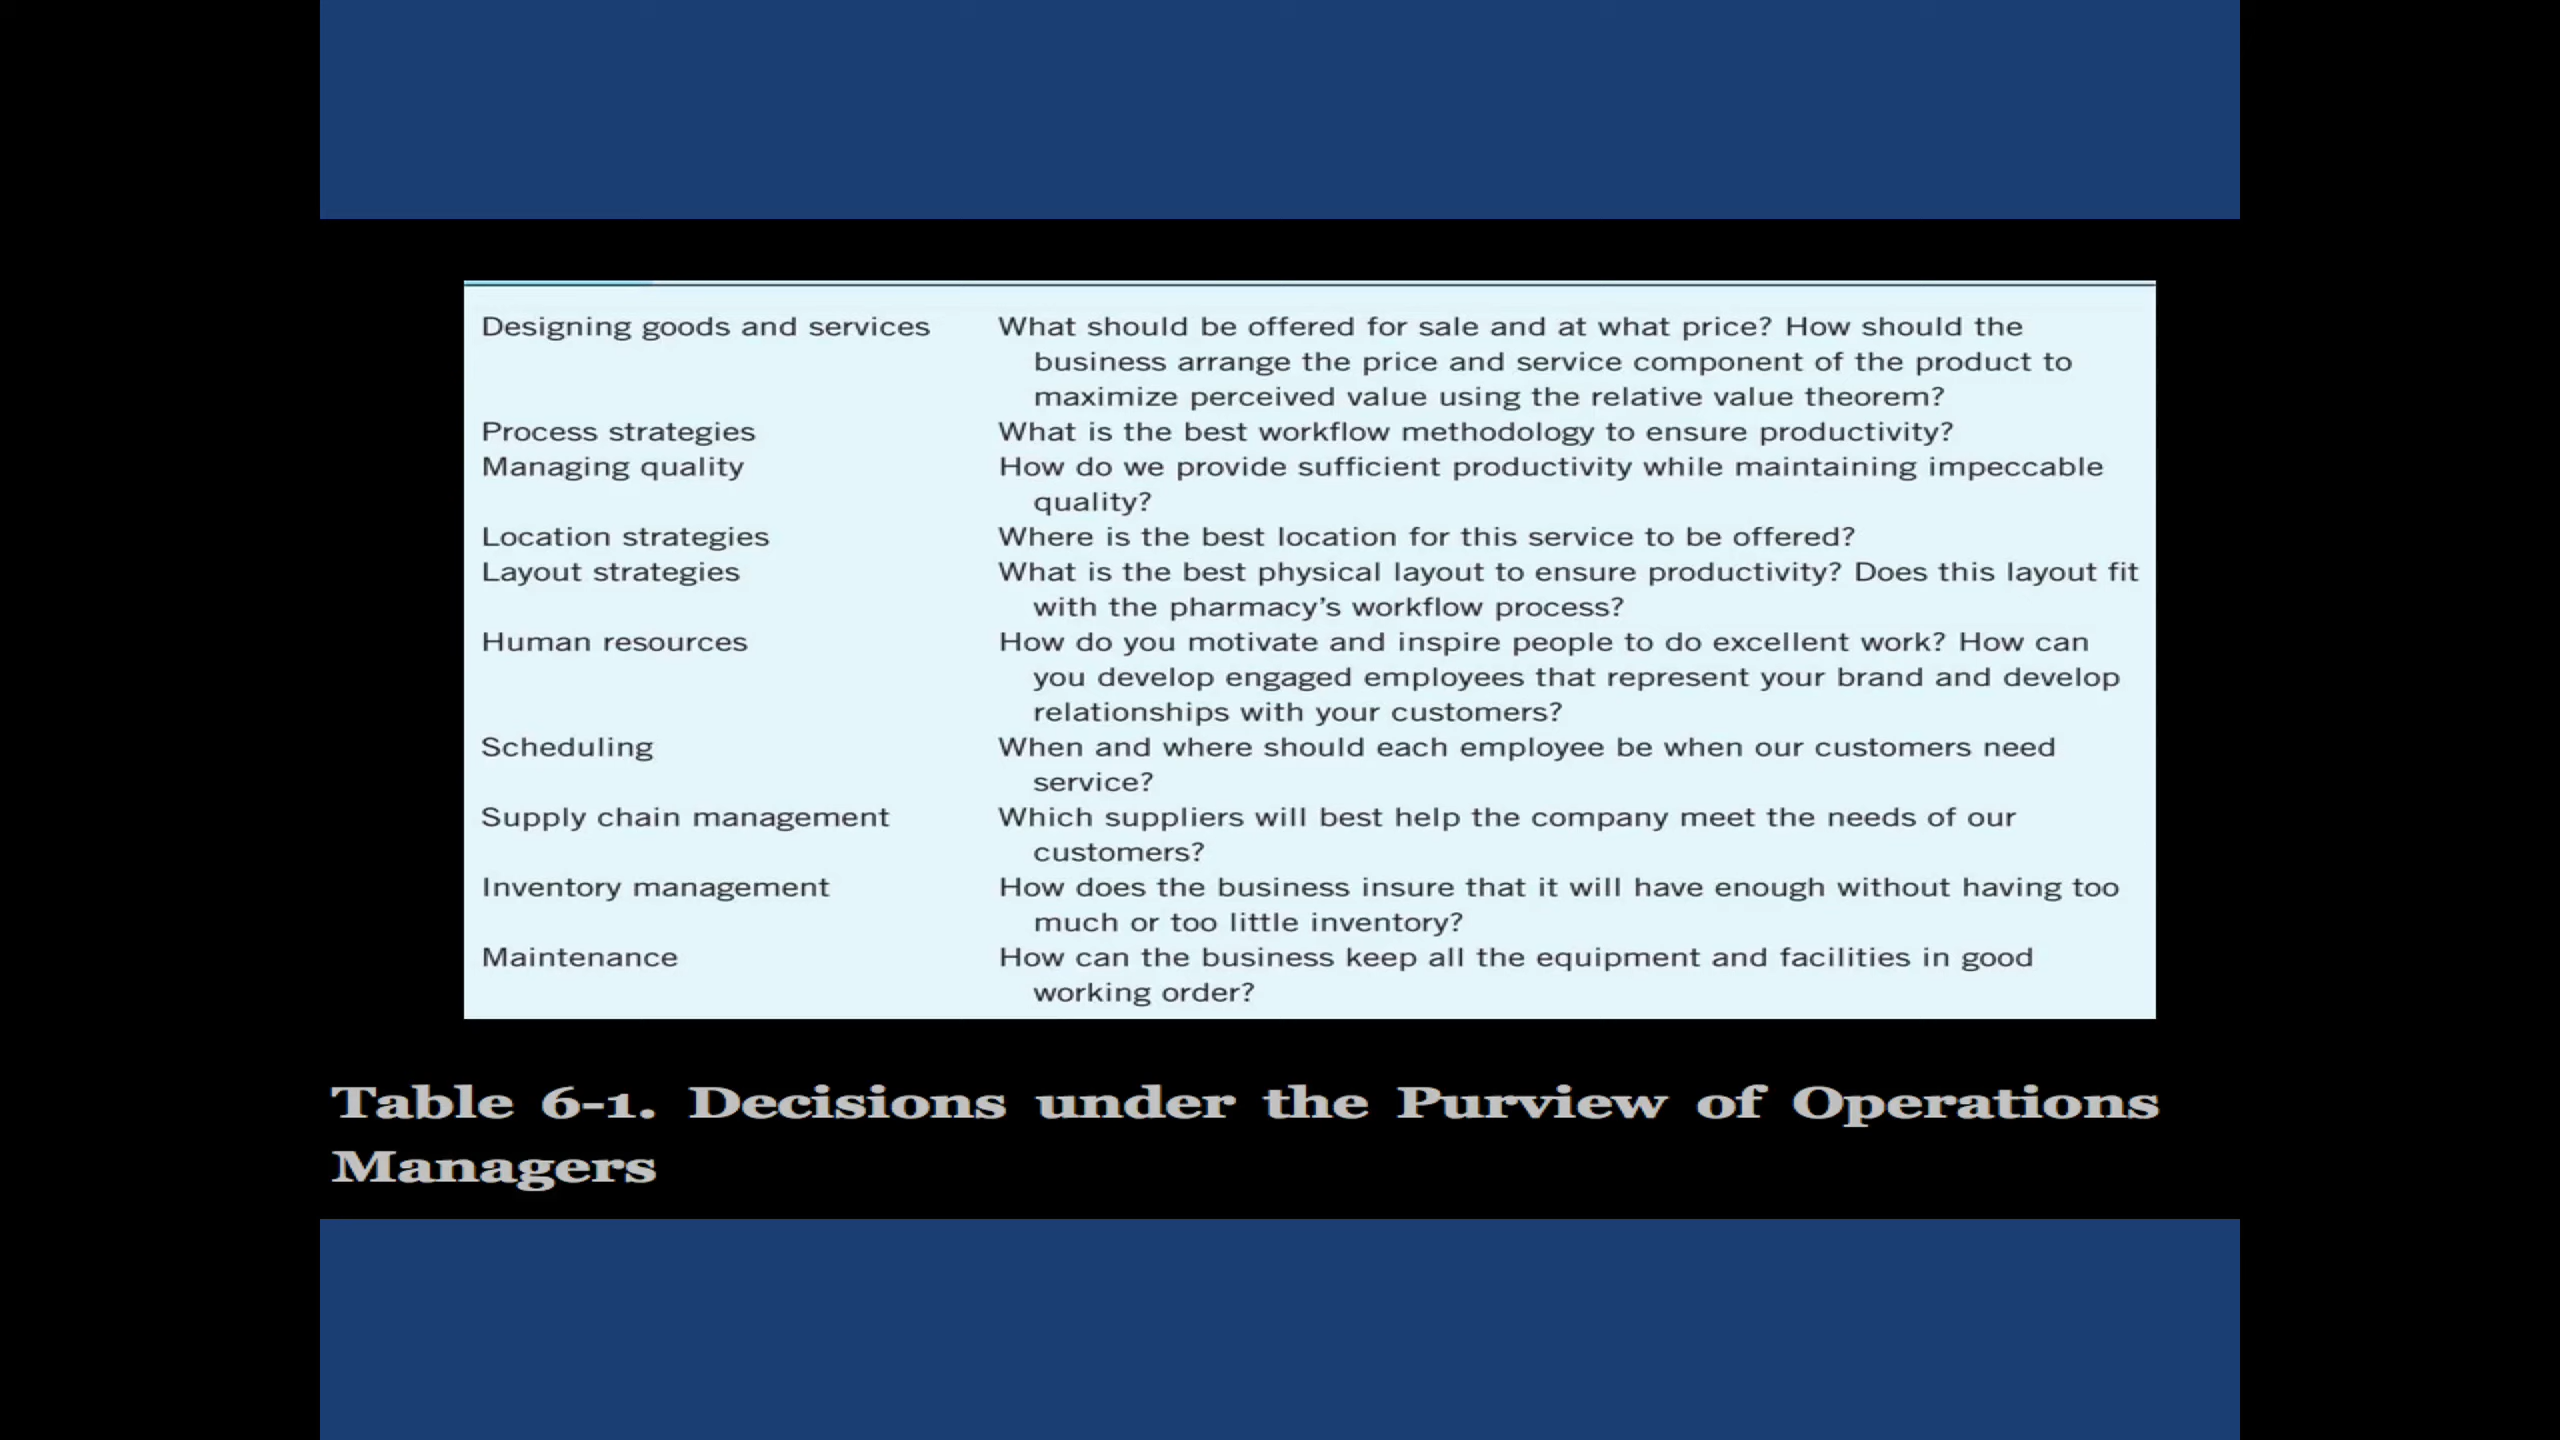 Designing goods and services What should be offered for sale and at what price? How should the
business arrange the price and service component of the product to
maximize perceived value using the relative value theorem?
Process strategies What is the best workflow methodology to ensure productivity?
Managing quality How do we provide sufficient productivity while maintaining impeccable
quality?
Location strategies Where is the best location for this service to be offered?
Layout strategies What is the best physical layout to ensure productivity? Does this layout fit
with the pharmacy’s workflow process?
Human resources How do you motivate and inspire people to do excellent work? How can
you develop engaged employees that represent your brand and develop
relationships with your customers?
Scheduling When and where should each employee be when our customers need
service?
Supply chain management Which suppliers will best help the company meet the needs of our
customers?
Inventory management How does the business insure that it will have enough without having too
much or too little inventory?
Maintenance How can the business keep all the equipment and facilities in good
working order?
Table 6-1. Decisions under the Purview of Operations
Managers